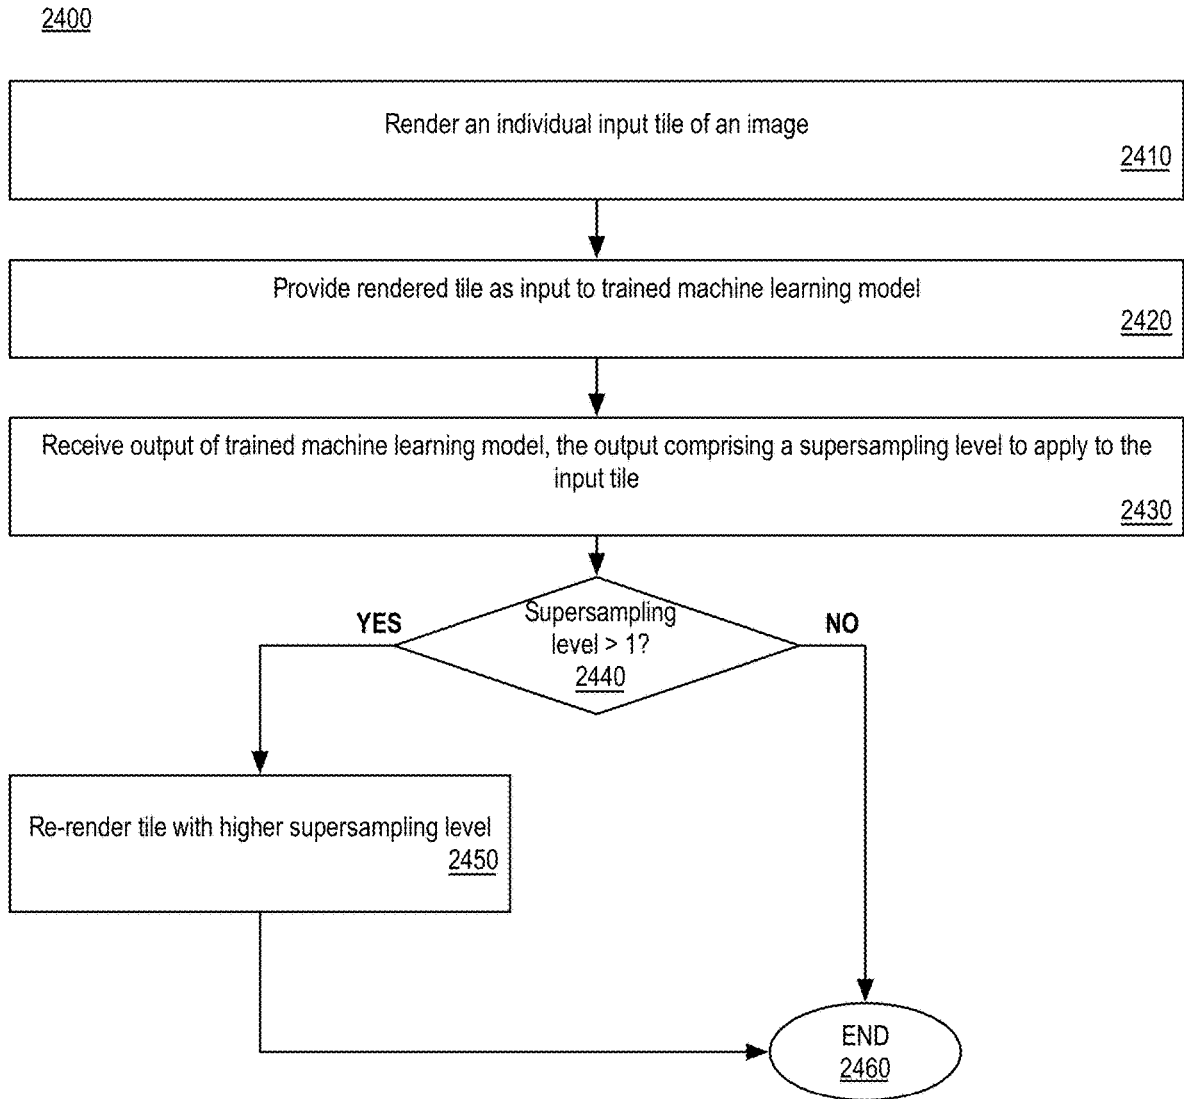 2400
Render an individual input tile of an image
2410
Provide rendered tile as input to trained machine learning model
2420
Receive output of trained machine learning model, the output comprising a supersampling level to apply to the
input tile
2430
YES
Supersampling
level > 1?
2440
NO
Re-render tile with higher supersampling level
2450
END
2460